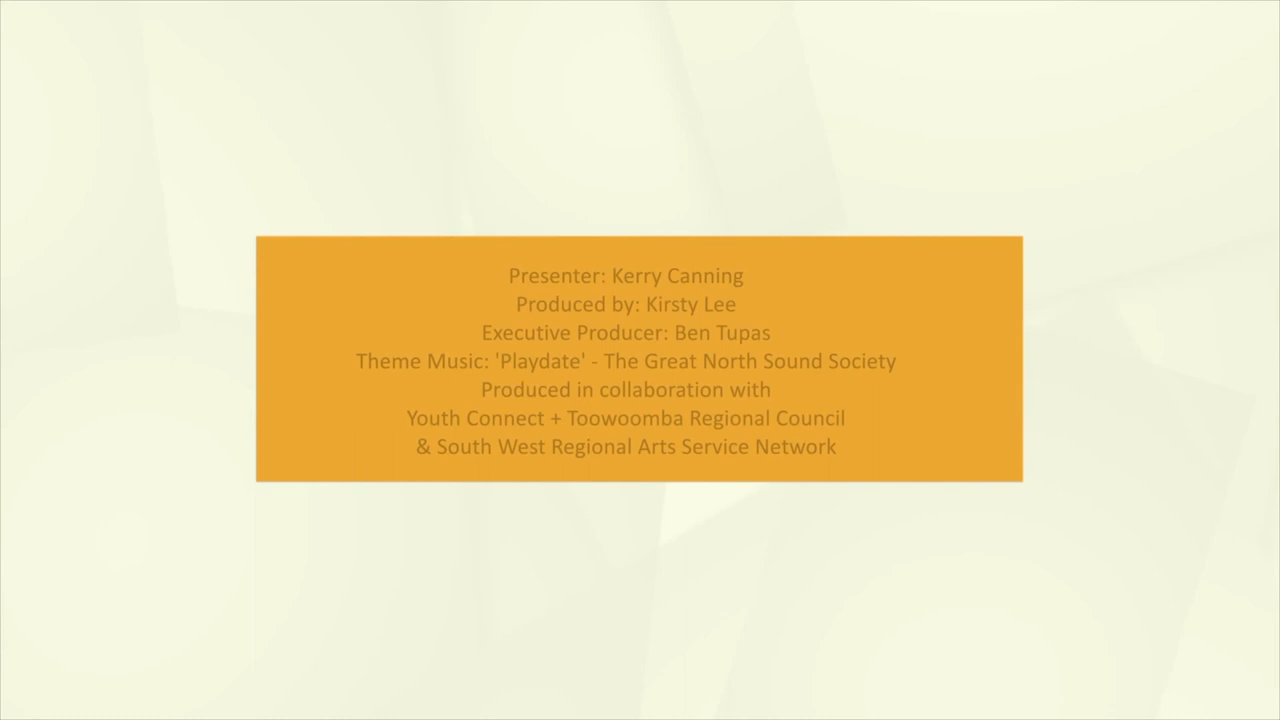 Presenter: Kerry Canning
Produced by: Kirsty Lee
Executive Producer: Ben Tupas
Theme Music: 'Playdate' - The Great North Sound Society
Produced in collaboration with
Youth Connect + Toowoomba Regional Council
& South West Regional Arts Service Network